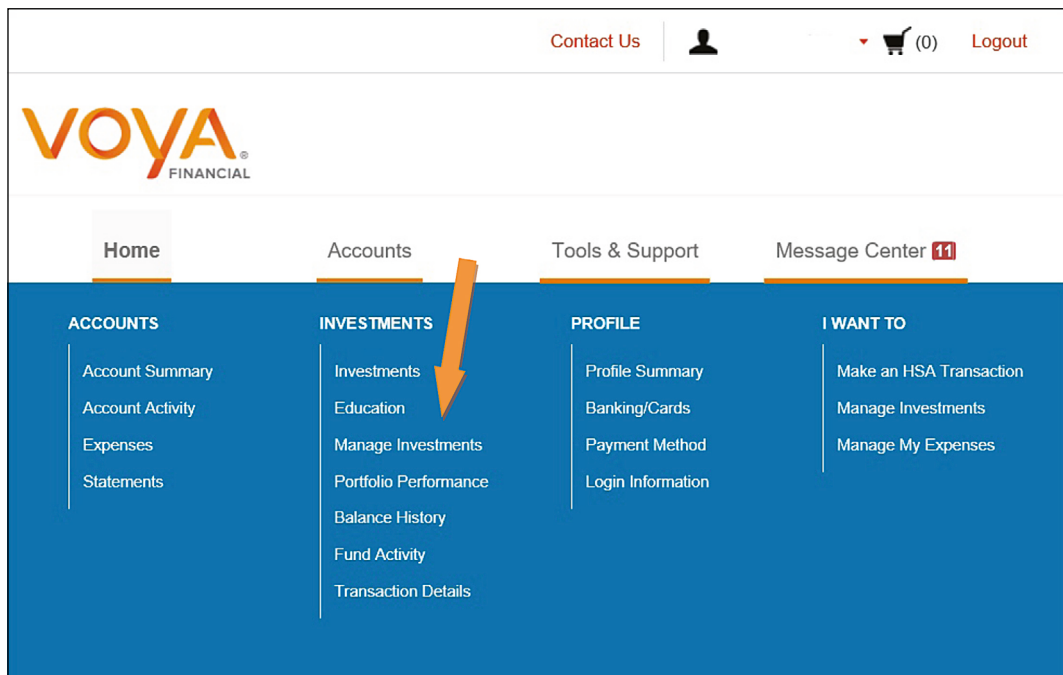 Contact Us
(0)
Logout
VOYA®
FINANCIAL
Home
Accounts
Tools & Support
Message Center 11
ACCOUNTS
Account Summary
Account Activity
Expenses
Statements
INVESTMENTS
Investments
Education
Manage Investments
Portfolio Performance
Balance History
Fund Activity
Transaction Details
PROFILE
Profile Summary
Banking/Cards
Payment Method
Login Information
I WANT TO
Make an HSA Transaction
Manage Investments
Manage My Expenses